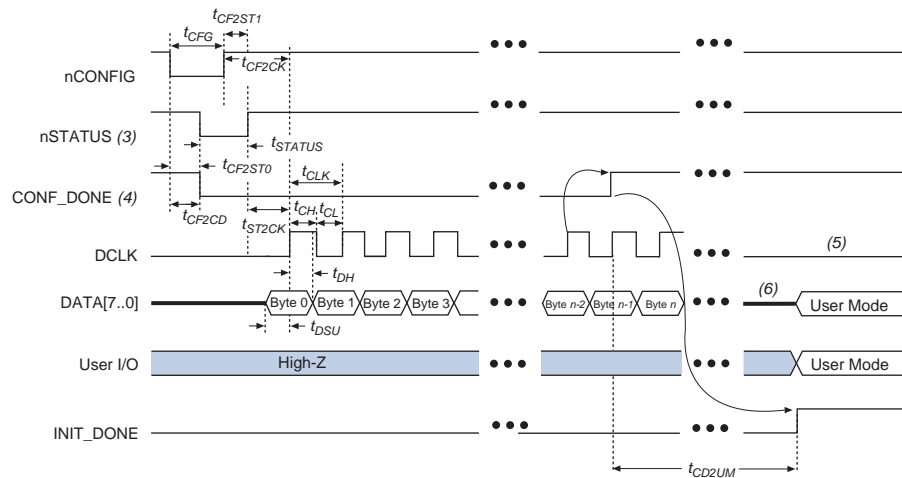 tCF2ST1
tCFG
tCF2CK
nCONFIG
nSTATUS (3)
tSTATUS
tCF2ST0
tCLK
CONF_DONE (4)
tCF2CD
tST2CK
tCH
tCL
DCLK
(5)
tDH
DATA[7..0]
Byte 0
Byte 1
Byte 2
Byte 3
Byte n-2
Byte n-1
Byte n
(6)
User Mode
tDSU
User I/O
High-Z
User Mode
INIT_DONE
tCD2UM